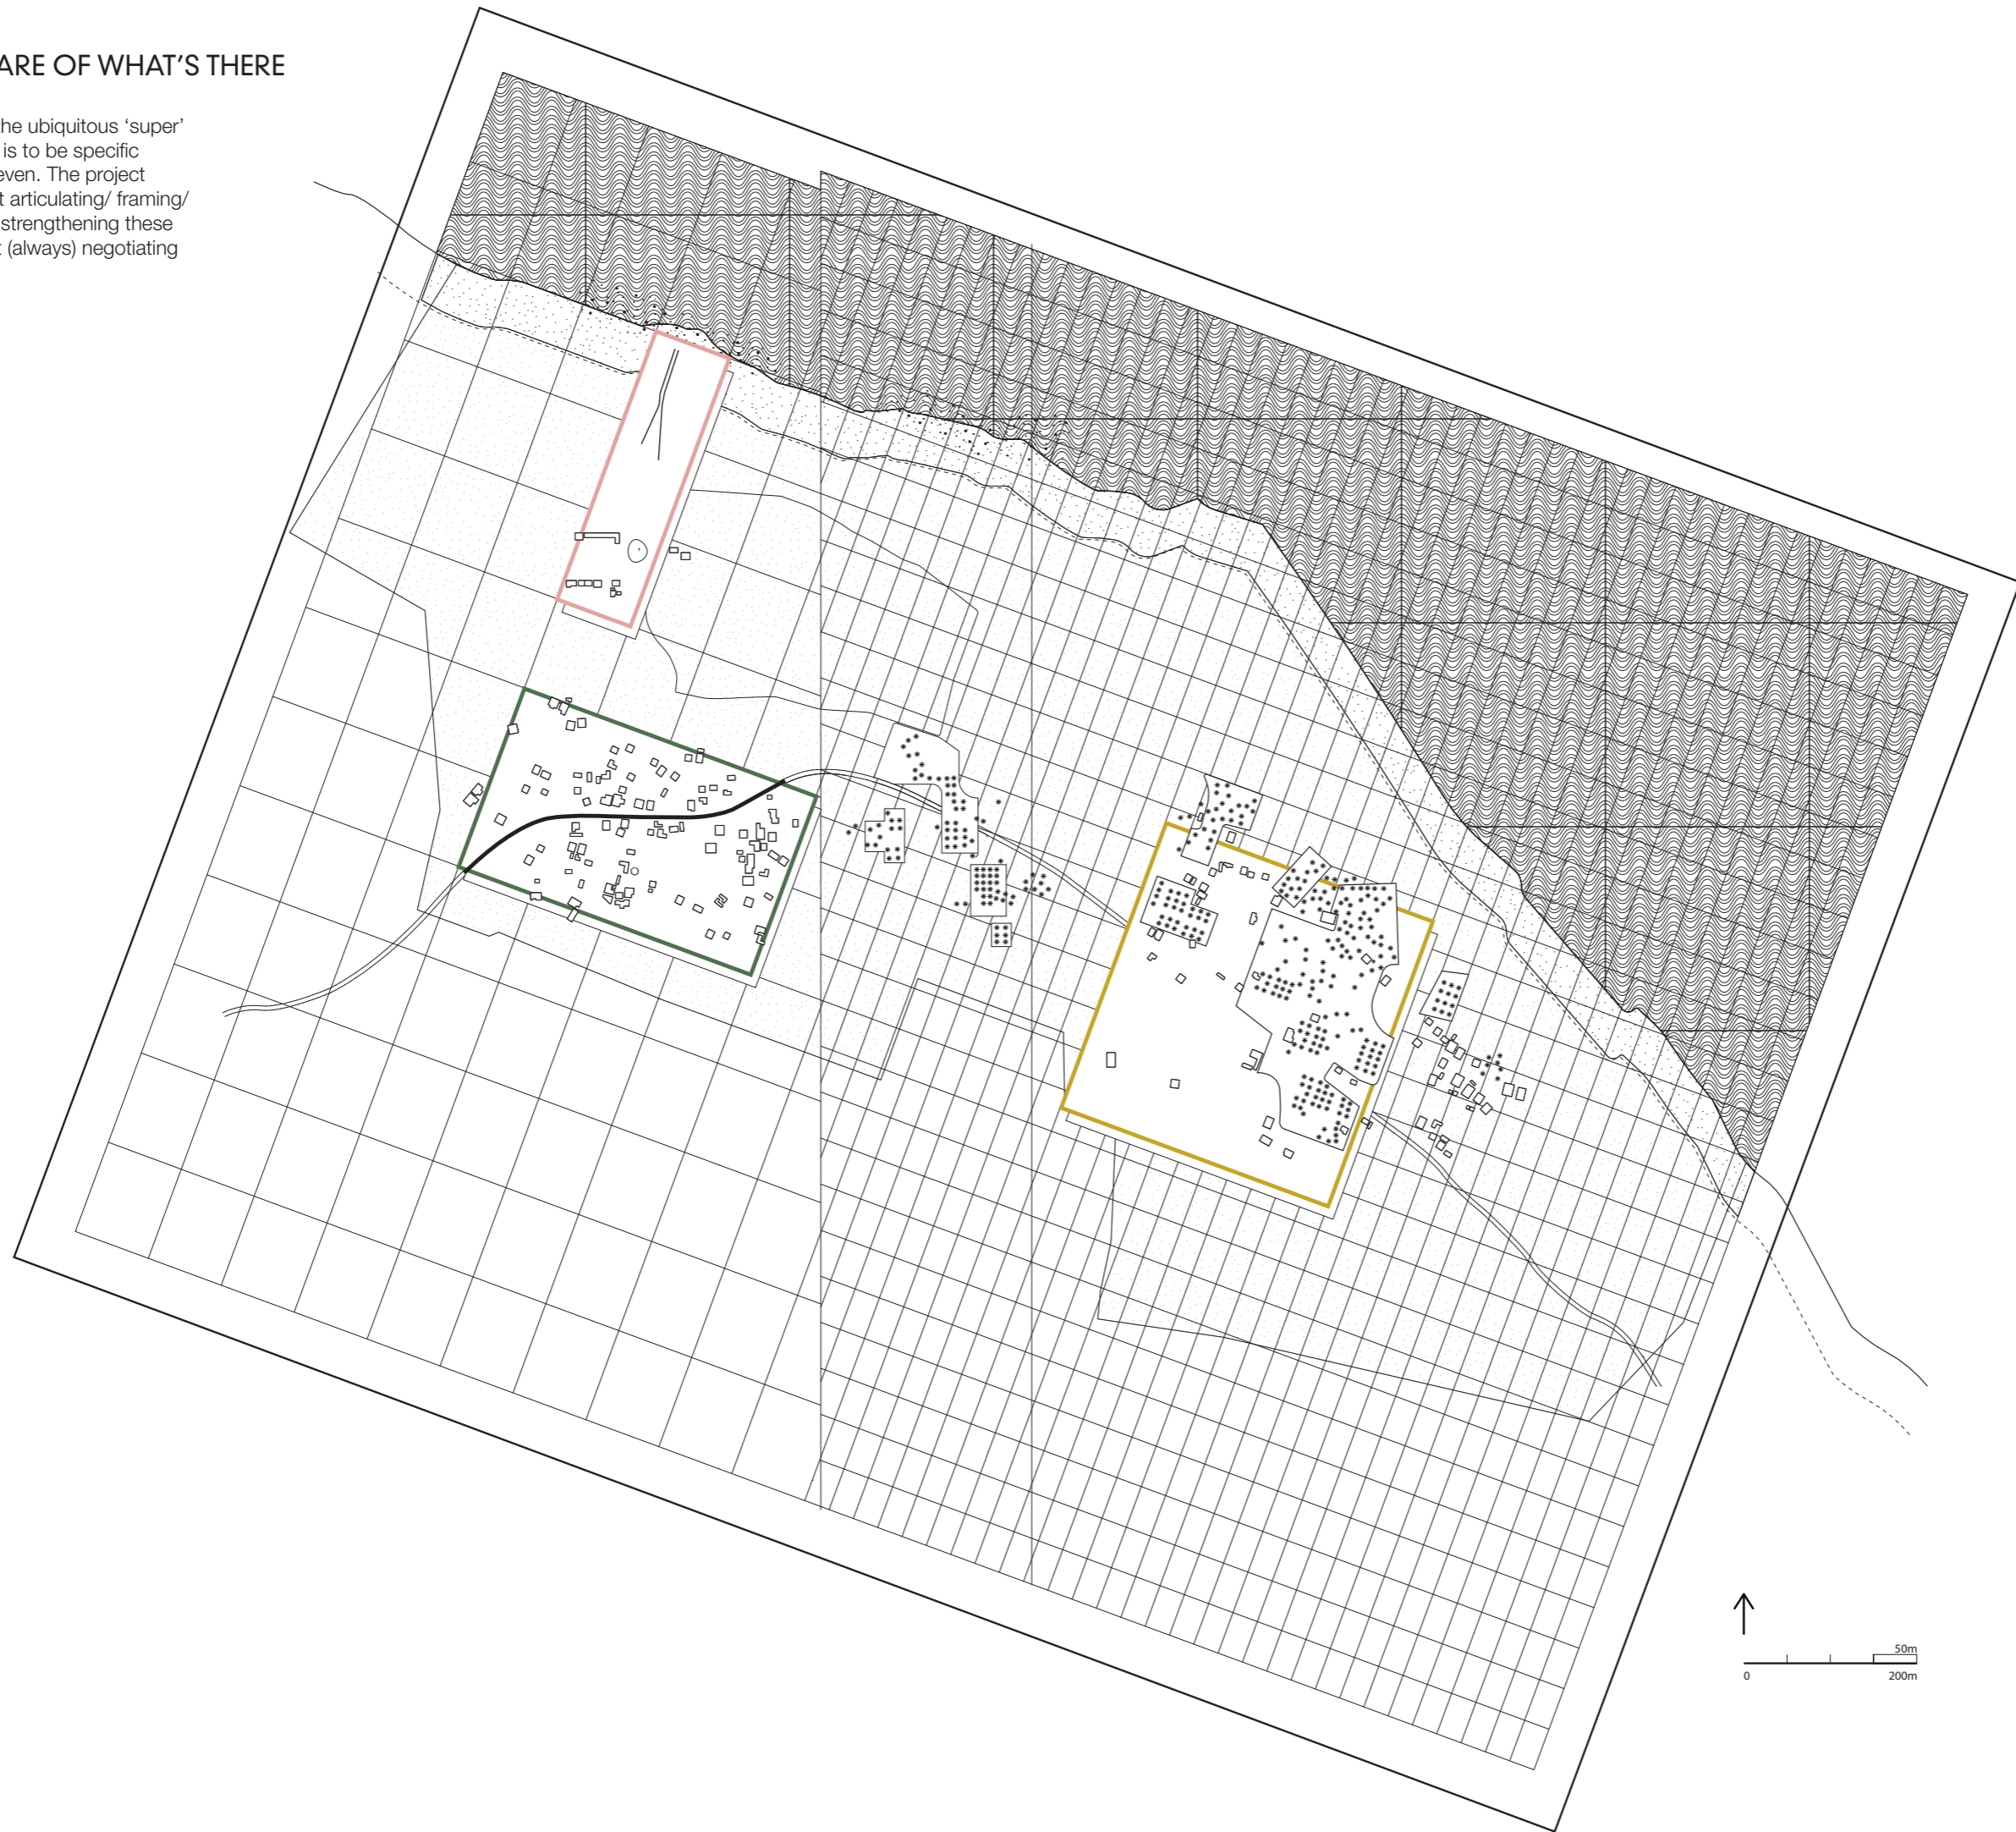 ARE OF WHAT'S THERE
the ubiquitous ‘super’
is to be specific
even. The project
t articulating/ framing/
strengthening these
t (always) negotiating
50m
0 200m